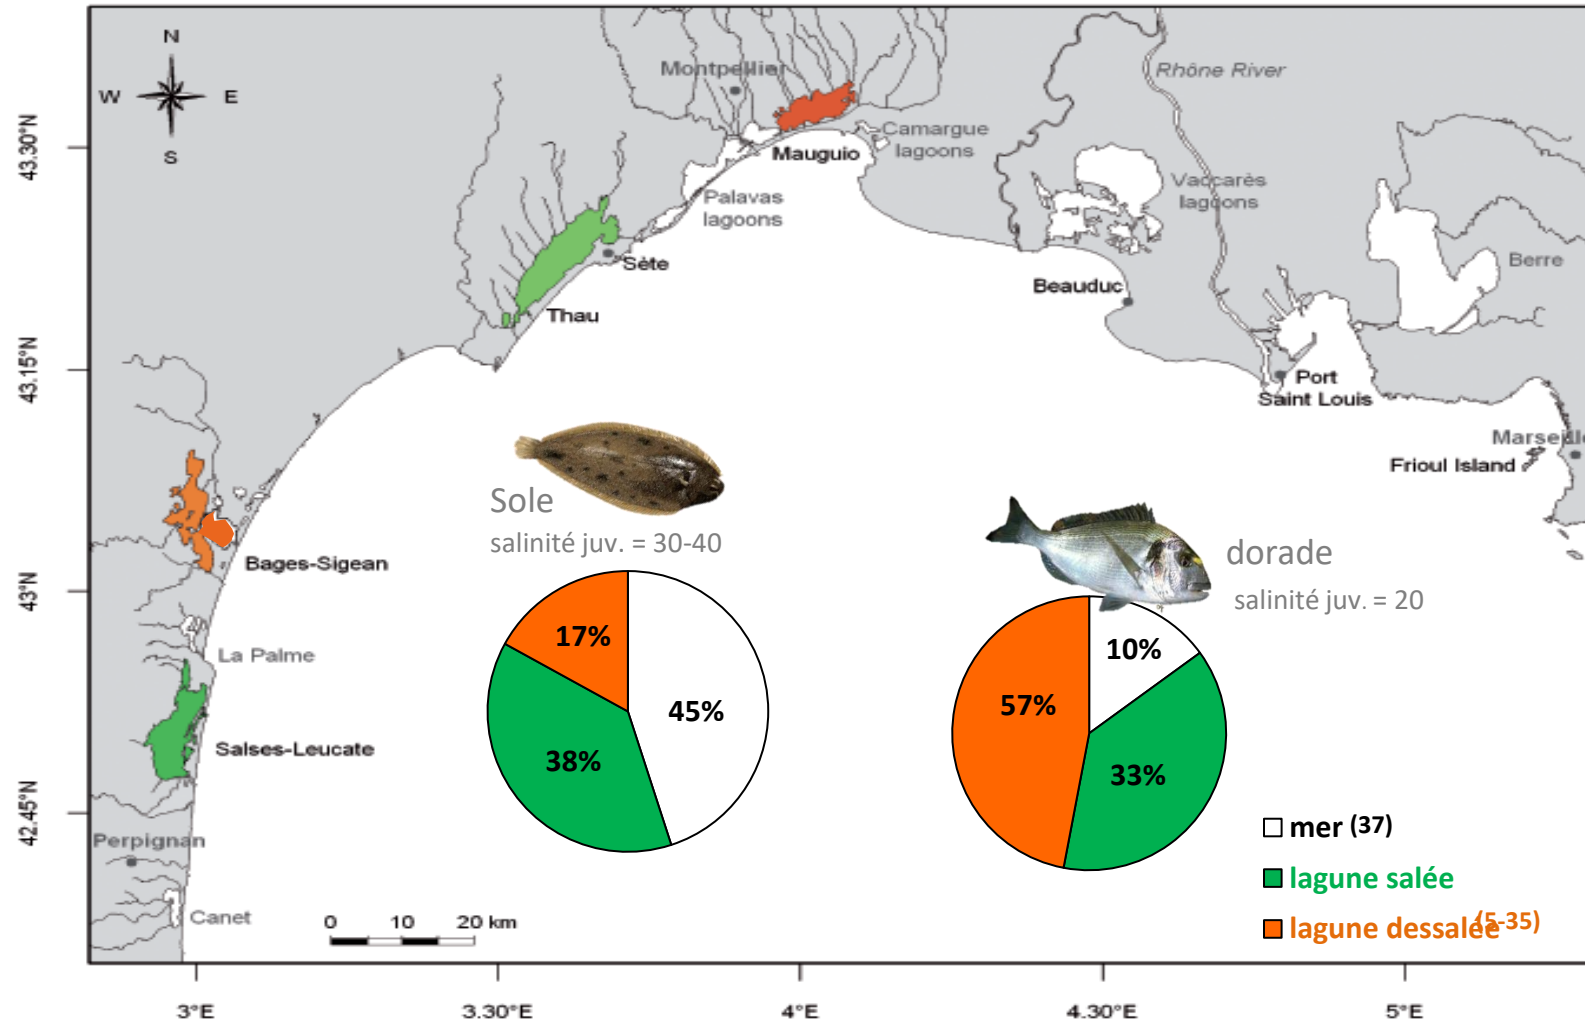 N
W E
S
43.30°N
43.15°N
43°N
42.45°N
Montpellier
Rhône River
Camargue
lagoons
Mauguio
Palavas
lagoons
Vaccarès
lagoons
Sète
Berre
Beauduc
Thau
Port
Saint Louis
Marseille
Frioul Island
Sole
salinité juv. = 30-40
dorade
salinité juv. = 20
Bages-Sigean
La Palme
Salses-Leucate
Perpignan
Canet
17%
45%
38%
10%
57%
33%
mer (37)
lagune salée
lagune dessalée (5-35)
0 10 20 km
3°E 3.30°E 4°E 4.30°E 5°E